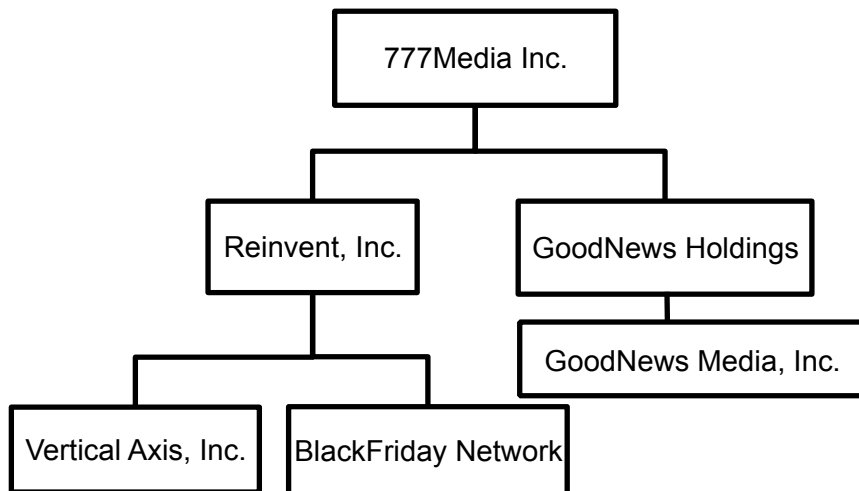 777Media Inc.
Reinvent, Inc.
GoodNews Holdings
GoodNews Media, Inc.
Vertical Axis, Inc.
BlackFriday Network